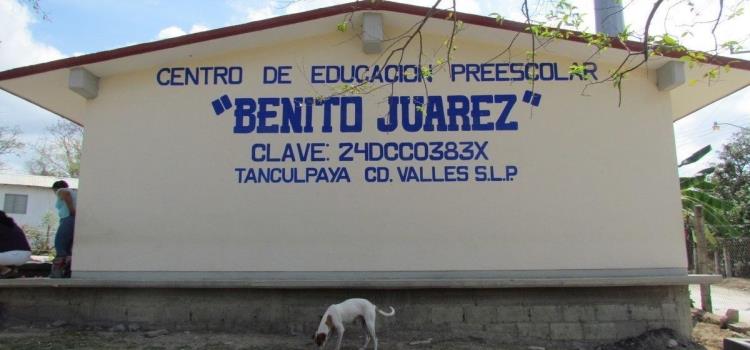 CENTRO DE EDUCACION PREESCOLAR
"BENITO JUAREZ"
CLAVE: 24DCC0383X
TANCULPAYA CD. VALLES S.L.P.